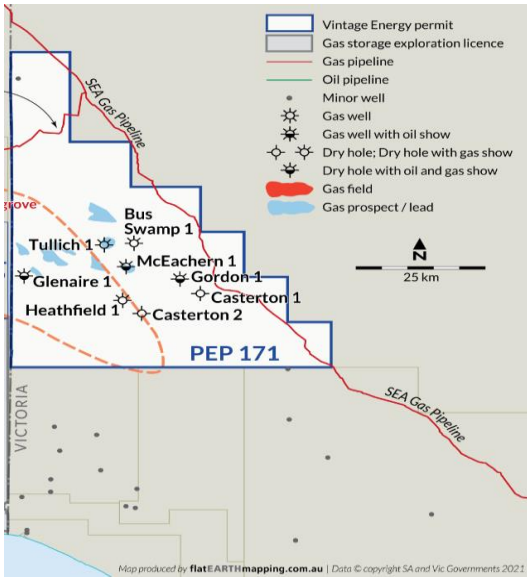 Vintage Energy permit
Gas storage exploration licence
Gas pipeline
Oil pipeline
Minor well
Gas well
Gas well with oil show
Dry hole; Dry hole with gas show
Dry hole with oil and gas show
Gas field
Gas prospect / lead
SEA Gas Pipeline
grove
Bus
Swamp 1
Tullich 1
McEachern 1
Glenaire 1
Gordon 1
Casterton 1
Heathfield 1
Casterton 2
N
25 km
PEP 171
VICTORIA
SEA Gas Pipeline
Map produced by flatEARTHmapping.com.au | Data © copyright SA and Vic Governments 2021